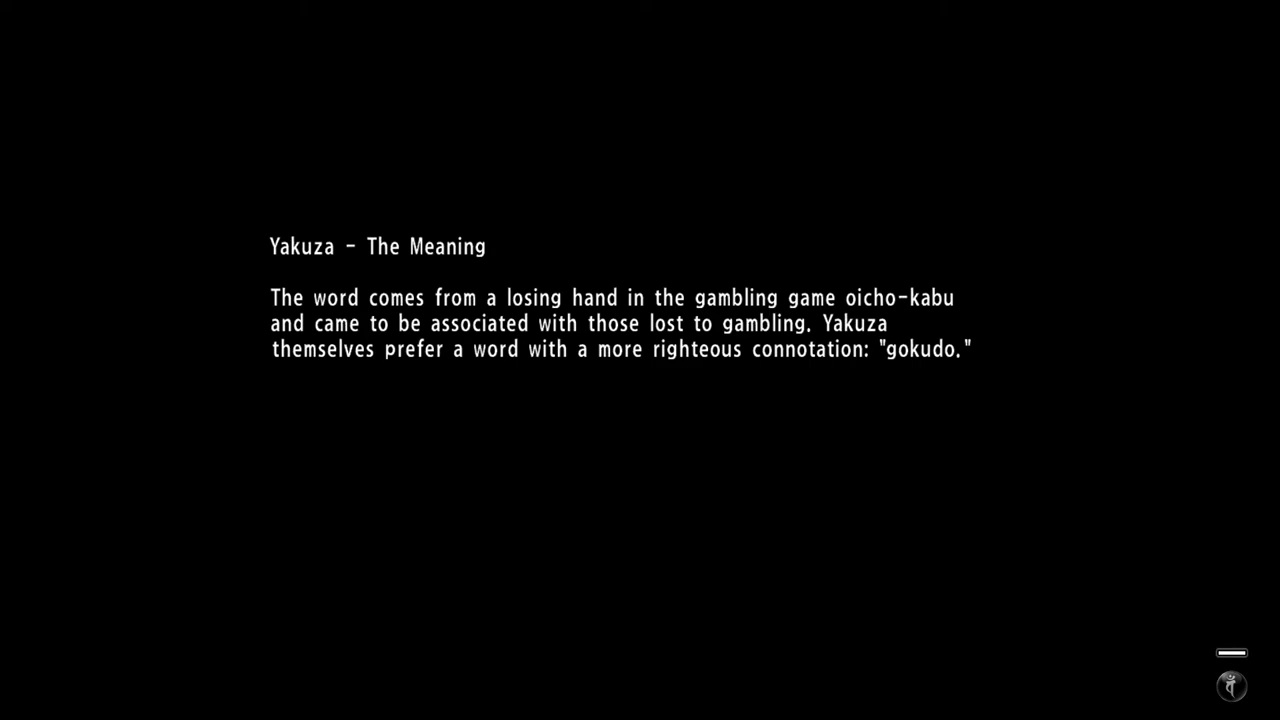 Yakuza - The Meaning
The word comes from a losing hand in the gambling game oicho-kabu
and came to be associated with those lost to gambling. Yakuza
themselves prefer a word with a more righteous connotation: "gokudo."